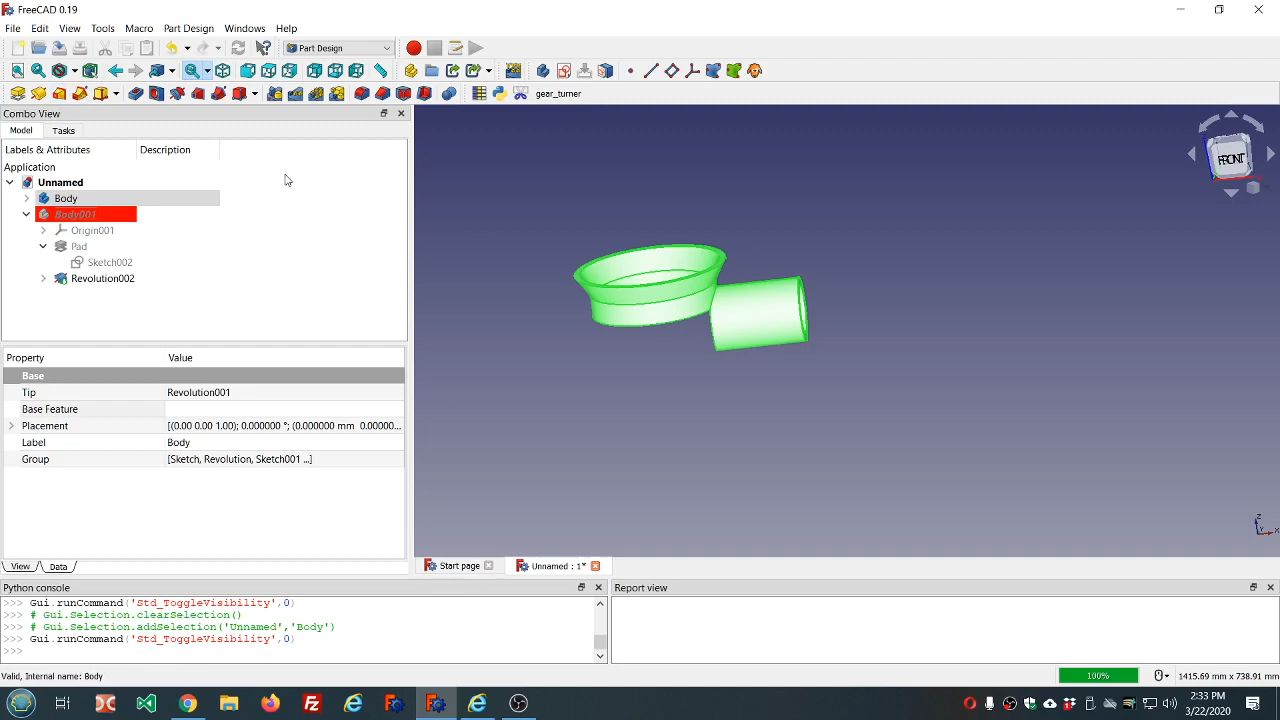 FreeCAD 0.19
File Edit View Tools Macro Part Design Windows Help
Part Design
gear_turner
Combo View
Model Tasks
Labels & Attributes Description
Application
Unnamed
Body
Body001
Origin001
Pad
Sketch002
Revolution002
Property Value
Base
Tip Revolution001
Base Feature
Placement [(0.00 0.00 1.00); 0.000000 °; (0.000000 mm 0.00000...
Label Body
Group [Sketch, Revolution, Sketch001 ...]
View Data
FRONT
Z
Y
X
Start page Unnamed : 1*
Python console
>>> Gui.runCommand('Std_ToggleVisibility',0)
>>> # Gui.Selection.clearSelection()
>>> # Gui.Selection.addSelection('Unnamed','Body')
>>> Gui.runCommand('Std_ToggleVisibility',0)
>>>
Report view
Valid, Internal name: Body
100%
1415.69 mm x 738.91 mm
2:33 PM
3/22/2020